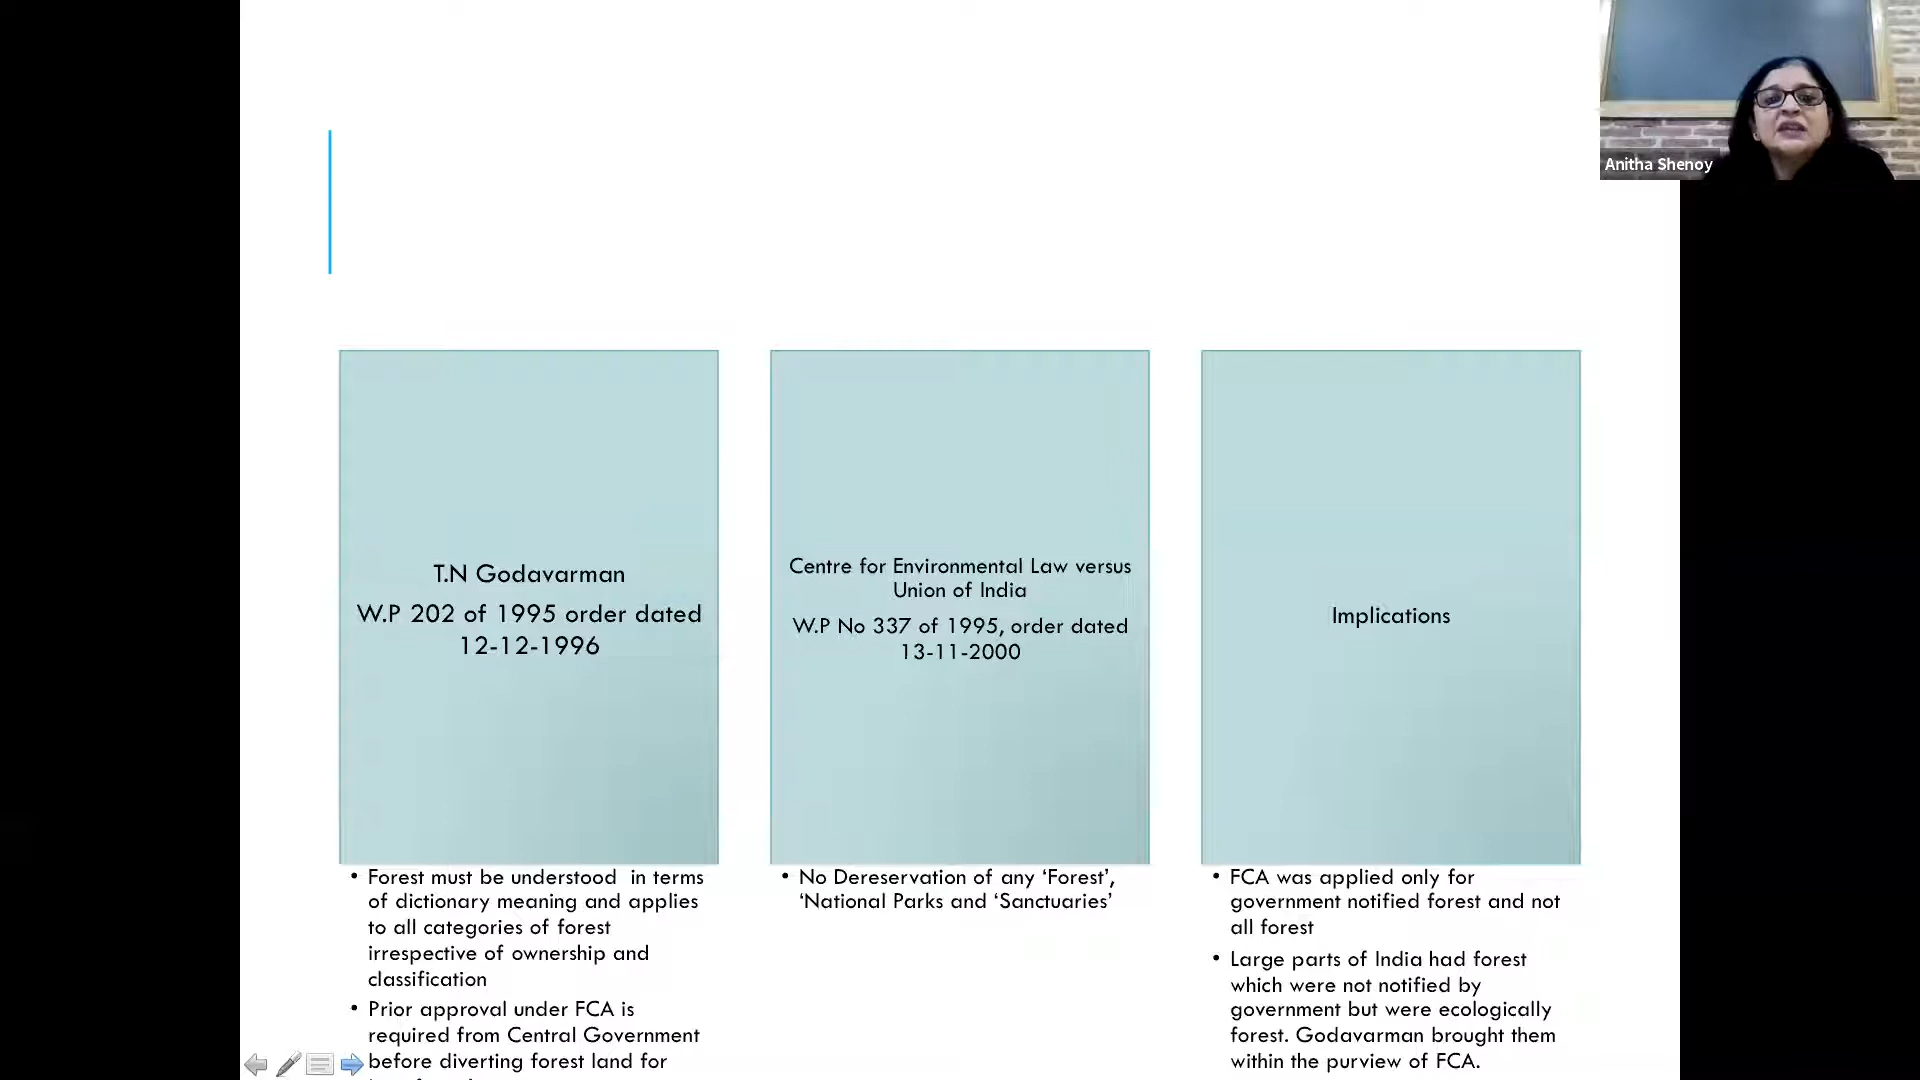 Anitha Shenoy
T.N Godavarman
W.P 202 of 1995 order dated
12-12-1996
• Forest must be understood in terms
of dictionary meaning and applies
to all categories of forest
irrespective of ownership and
classification
• Prior approval under FCA is
required from Central Government
before diverting forest land for
Centre for Environmental Law versus
Union of India
W.P No 337 of 1995, order dated
13-11-2000
• No Dereservation of any ‘Forest’,
‘National Parks and ‘Sanctuaries’
Implications
• FCA was applied only for
government notified forest and not
all forest
• Large parts of India had forest
which were not notified by
government but were ecologically
forest. Godavarman brought them
within the purview of FCA.